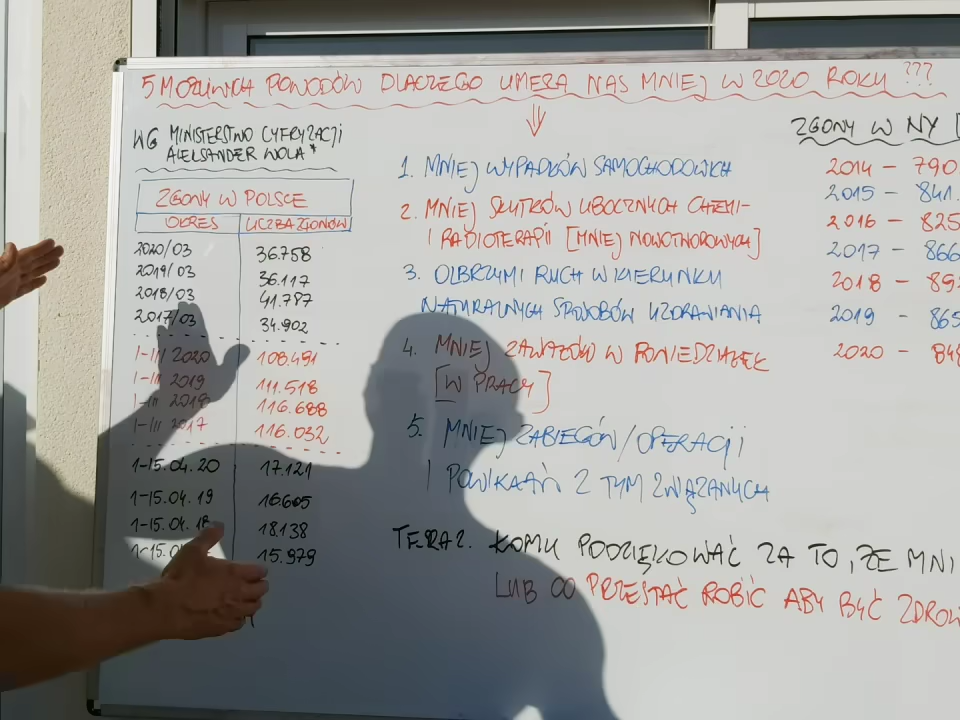 5 MOŻLIWYCH POWODÓW DLACZEGO UMERA NAS MNIEJ W 2020 ROKU ???
WG MINISTERSTWO CYFRYZACJI
ALEKSANDER WOLA*
ZGONY W POLSCE
OKRES LICZBA ZGONÓW
2020/03 36.758
2019/03 36.117
2018/03 41.787
2017/03 34.902
I-III 2020 108.491
I-III 2019 111.518
I-III 2018 116.688
I-III 2017 116.032
1-15.04.20 17.121
1-15.04.19 16.605
1-15.04.18 18.138
1-15.0 15.979
1. MNIEJ WYPADKÓW SAMOCHODOWCH
2. MNIEJ SKUTKÓW UBOCZNYCH CHEMI-
I RADIOTERAPII [MNIEJ NOWOTWOROWYCH]
3. OLBRZYMI RUCH W KIERUNKU
NATURALNYCH SPOSOBÓW UZDRAWIANIA
4. MNIEJ ZAWAŁÓW W PONIEDZIAŁEK
[W PRACY]
5. MNIEJ ZABIEGÓW/OPERACJI
I POWIKŁAŃ Z TYM ZWIĄZANYCH
TERAZ. KOMU PODZIĘKOWAĆ ZA TO, ŻE MNI
LUB CO PRZESTAĆ ROBIĆ ABY BYĆ ZDROW
ZGONY W NY [
2014 - 790
2015 - 841.
2016 - 825
2017 - 866
2018 - 892
2019 - 865
2020 - 848